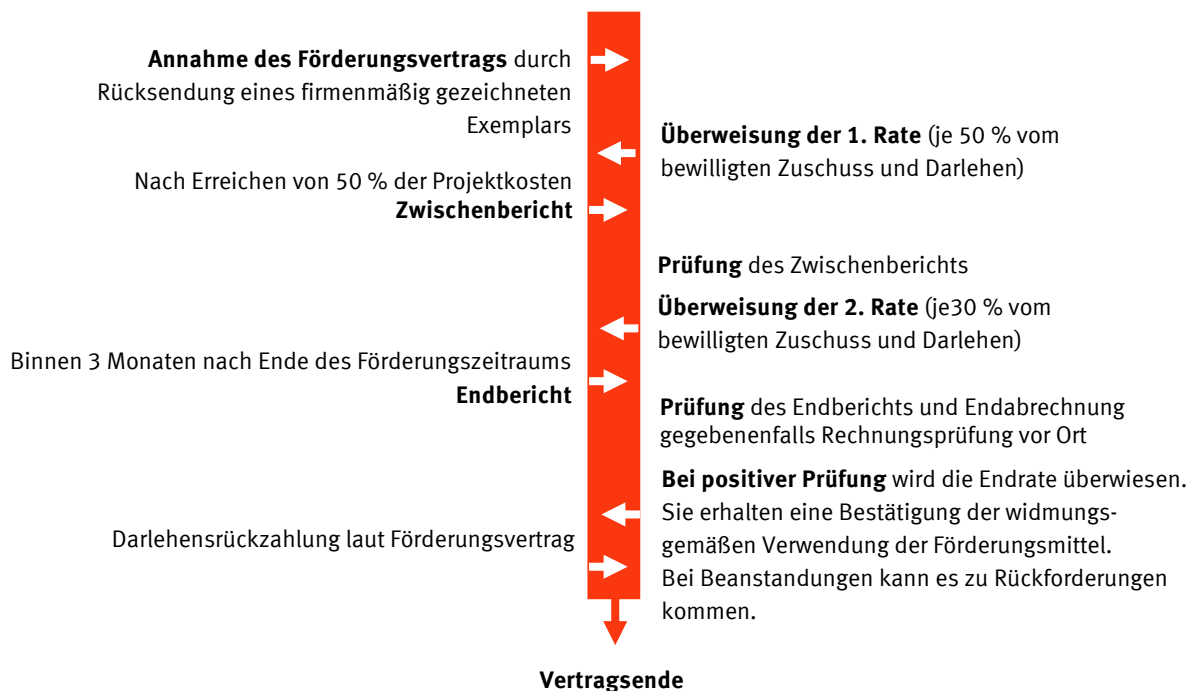 Annahme des Förderungsvertrags durch
Rücksendung eines firmenmäßig gezeichneten
Exemplars
Überweisung der 1. Rate (je 50 % vom
bewilligten Zuschuss und Darlehen)
Nach Erreichen von 50 % der Projektkosten
Zwischenbericht
Prüfung des Zwischenberichts
Überweisung der 2. Rate (je30 % vom
bewilligten Zuschuss und Darlehen)
Binnen 3 Monaten nach Ende des Förderungszeitraums
Endbericht
Prüfung des Endberichts und Endabrechnung
gegebenenfalls Rechnungsprüfung vor Ort
Bei positiver Prüfung wird die Endrate überwiesen.
Sie erhalten eine Bestätigung der widmungs-
gemäßen Verwendung der Förderungsmittel.
Bei Beanstandungen kann es zu Rückforderungen
kommen.
Darlehensrückzahlung laut Förderungsvertrag
Vertragsende